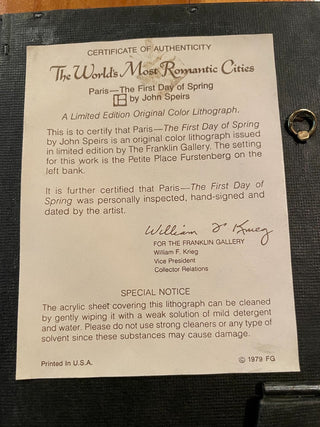 CERTIFICATE OF AUTHENTICITY
The World's Most Romantic Cities
Paris—The First Day of Spring
by John Speirs
A Limited Edition Original Color Lithograph,
This is to certify that Paris—The First Day of Spring
by John Speirs is an original color lithograph issued
in limited edition by The Franklin Gallery. The setting
for this work is the Petite Place Furstenberg on the
left bank.
It is further certified that Paris—The First Day of
Spring was personally inspected, hand-signed and
dated by the artist.
William F. Krieg
FOR THE FRANKLIN GALLERY
William F. Krieg
Vice President
Collector Relations
SPECIAL NOTICE
The acrylic sheet covering this lithograph can be cleaned
by gently wiping it with a weak solution of mild detergent
and water. Please do not use strong cleaners or any type of
solvent since these substances may cause damage.
Printed in U.S.A.
© 1979 FG